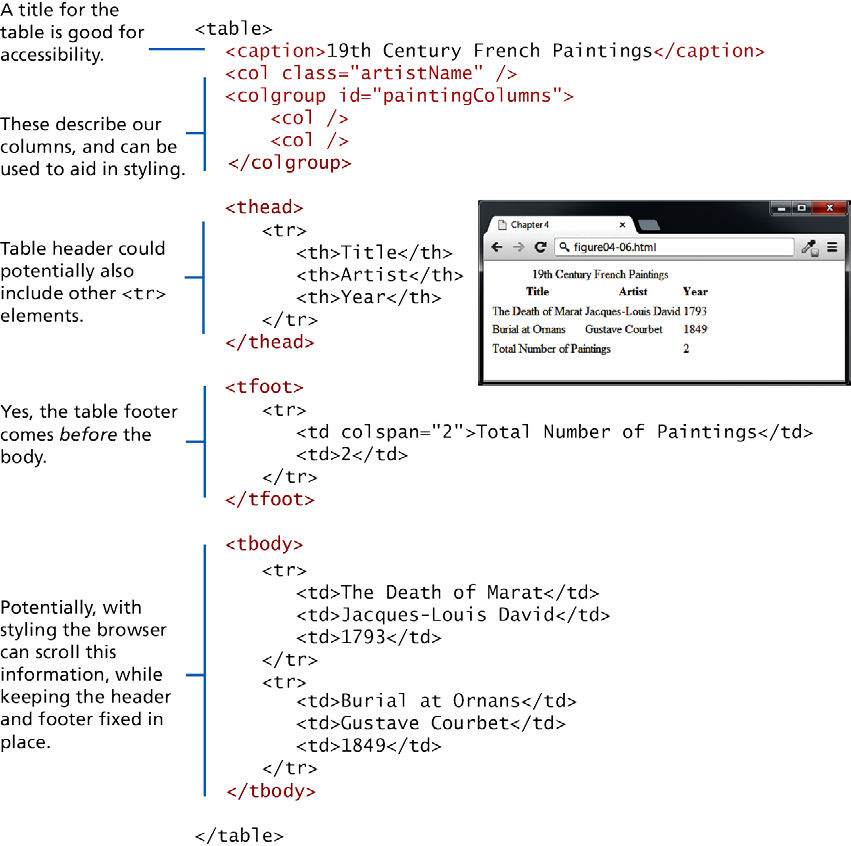 A title for the
table is good for
accessibility.
<table>
<caption>19th Century French Paintings</caption>
<col class="artistName" />
<colgroup id="paintingColumns">
<col />
<col />
</colgroup>
These describe our
columns, and can be
used to aid in styling.
<thead>
<tr>
<th>Title</th>
<th>Artist</th>
<th>Year</th>
</tr>
</thead>
Table header could
potentially also
include other <tr>
elements.
Chapter 4
figure04-06.html
19th Century French Paintings
Title Artist Year
The Death of Marat Jacques-Louis David 1793
Burial at Ornans Gustave Courbet 1849
Total Number of Paintings 2
<tfoot>
<tr>
<td colspan="2">Total Number of Paintings</td>
<td>2</td>
</tr>
</tfoot>
Yes, the table footer
comes before the
body.
<tbody>
<tr>
<td>The Death of Marat</td>
<td>Jacques-Louis David</td>
<td>1793</td>
</tr>
<tr>
<td>Burial at Ornans</td>
<td>Gustave Courbet</td>
<td>1849</td>
</tr>
</tbody>
Potentially, with
styling the browser
can scroll this
information, while
keeping the header
and footer fixed in
place.
</table>